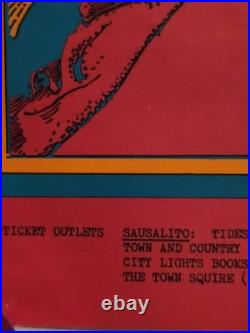 TICKET OUTLETS SAUSALITO: TIDES
TOWN AND COUNTRY
CITY LIGHTS BOOKS
THE TOWN SQUIRE (